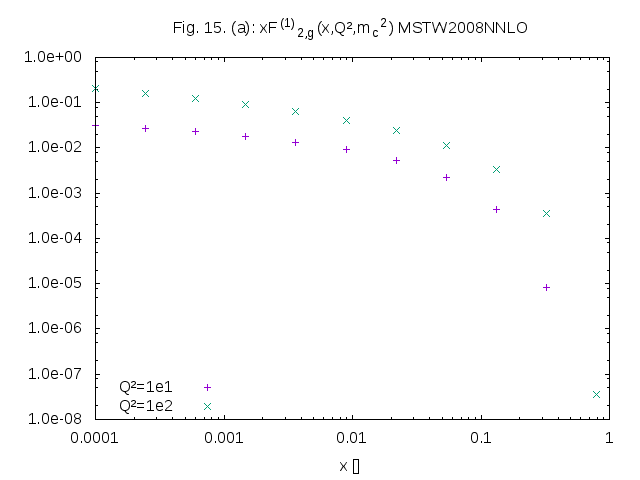 Fig. 15. (a): xF⁽¹⁾₂,g(x,Q²,m_c²) MSTW2008NNLO
1.0e+00
1.0e-01
1.0e-02
1.0e-03
1.0e-04
1.0e-05
1.0e-06
1.0e-07
1.0e-08
Q²=1e1
Q²=1e2
0.0001 0.001 0.01 0.1 1
x []